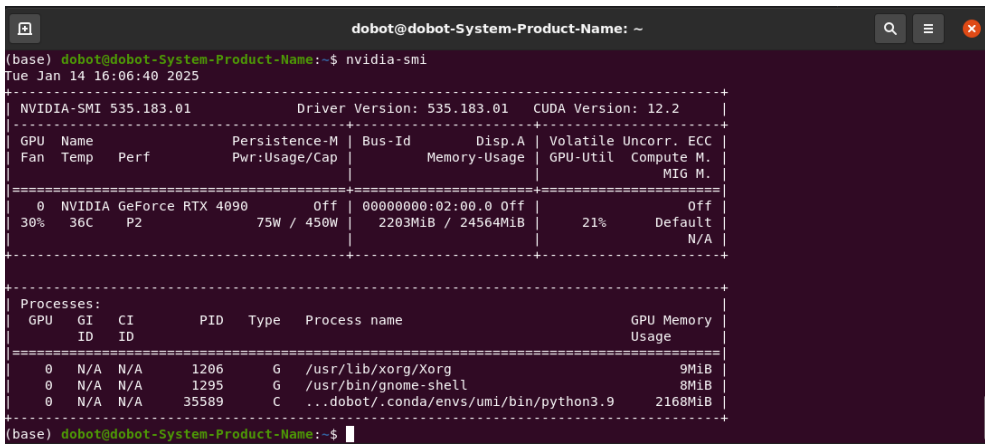 dobot@dobot-System-Product-Name: ~
(base) dobot@dobot-System-Product-Name:~$ nvidia-smi
Tue Jan 14 16:06:40 2025
+---------------------------------------------------------------------------------------+
| NVIDIA-SMI 535.183.01             Driver Version: 535.183.01   CUDA Version: 12.2     |
|-----------------------------------------+----------------------+----------------------+
| GPU  Name                 Persistence-M | Bus-Id        Disp.A | Volatile Uncorr. ECC |
| Fan  Temp   Perf          Pwr:Usage/Cap |         Memory-Usage | GPU-Util  Compute M. |
|                                         |                      |               MIG M. |
|=========================================+======================+======================|
|   0  NVIDIA GeForce RTX 4090        Off | 00000000:02:00.0 Off |                  Off |
| 30%   36C    P2              75W / 450W |   2203MiB / 24564MiB |     21%      Default |
|                                         |                      |                  N/A |
+-----------------------------------------+----------------------+----------------------+
+---------------------------------------------------------------------------------------+
| Processes:                                                                            |
|  GPU   GI   CI        PID   Type   Process name                            GPU Memory |
|        ID   ID                                                             Usage      |
|=======================================================================================|
|    0   N/A  N/A      1206      G   /usr/lib/xorg/Xorg                            9MiB |
|    0   N/A  N/A      1295      G   /usr/bin/gnome-shell                          8MiB |
|    0   N/A  N/A     35589      C   ...dobot/.conda/envs/umi/bin/python3.9     2168MiB |
+---------------------------------------------------------------------------------------+
(base) dobot@dobot-System-Product-Name:~$